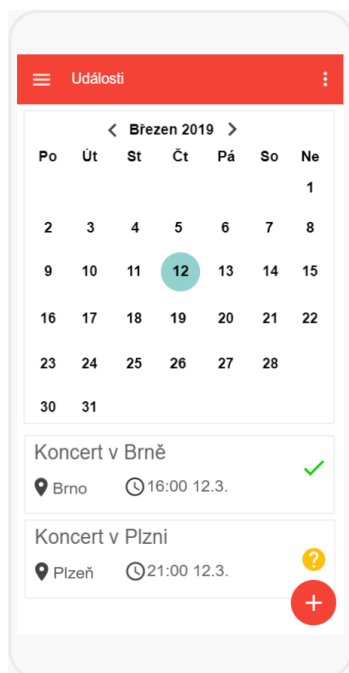 Události
Březen 2019
Po Út St Čt Pá So Ne
1
2 3 4 5 6 7 8
9 10 11 12 13 14 15
16 17 18 19 20 21 22
23 24 25 26 27 28
30 31
Koncert v Brně
Brno 16:00 12.3.
Koncert v Plzni
Plzeň 21:00 12.3.